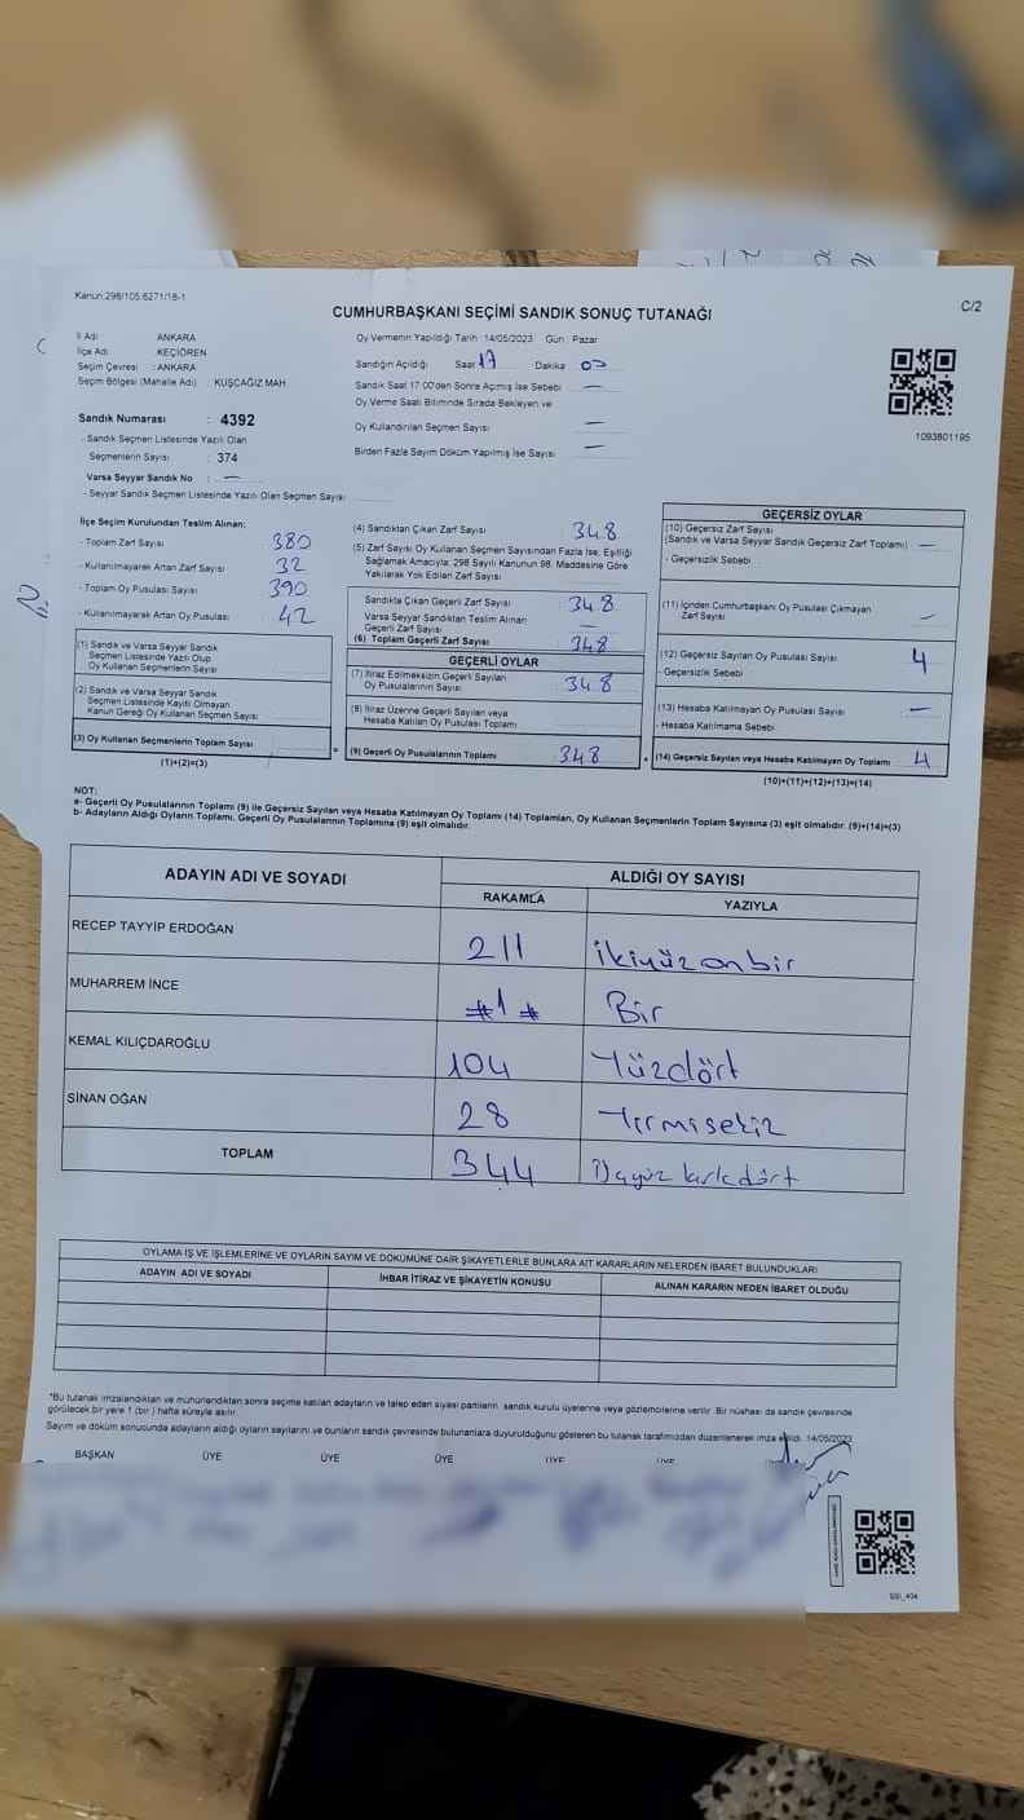 Kanun:298/105.6271/18-1
CUMHURBAŞKANI SEÇİMİ SANDIK SONUÇ TUTANAĞI
C/2
İl Adı ANKARA
İlçe Adı KEÇİÖREN
Seçim Çevresi : ANKARA
Seçim Bölgesi (Mahalle Adı) KUŞCAĞIZ MAH
Sandık Numarası : 4392
- Sandık Seçmen Listesinde Yazılı Olan
Seçmenlerin Sayısı : 374
Varsa Seyyar Sandık No : —
- Seyyar Sandık Seçmen Listesinde Yazılı Olan Seçmen Sayısı
Oy Vermenin Yapıldığı Tarih 14/05/2023 Gün Pazar
Sandığın Açıldığı Saat 17 Dakika 00
Sandık Saat 17 00'den Sonra Açımış İse Sebebi —
Oy Verme Saati Bitiminde Sırada Bekleyen ve
Oy Kullandırılan Seçmen Sayısı —
Birden Fazla Sayım Döküm Yapılmış İse Sayısı —
1093801195
İlçe Seçim Kurulundan Teslim Alınan:
- Toplam Zarf Sayısı 380
- Kullanılmayarak Artan Zarf Sayısı 32
- Toplam Oy Pusulası Sayısı 390
- Kullanılmayarak Artan Oy Pusulası 42
(1) Sandık ve Varsa Seyyar Sandık
Seçmen Listesinde Yazılı Olup
Oy Kullanan Seçmenlerin Sayısı
(2) Sandık ve Varsa Seyyar Sandık
Seçmen Listesinde Kayıtlı Olmayan
Kanun Gereği Oy Kullanan Seçmen Sayısı
(3) Oy Kullanan Seçmenlerin Toplam Sayısı
(1)+(2)=(3)
(4) Sandıktan Çıkan Zarf Sayısı 348
(5) Zarf Sayısı Oy Kullanan Seçmen Sayısından Fazla İse, Eşitliği
Sağlamak Amacıyla, 298 Sayılı Kanunun 98. Maddesine Göre
Yakılarak Yok Edilen Zarf Sayısı
Sandıkta Çıkan Geçerli Zarf Sayısı 348
Varsa Seyyar Sandıktan Teslim Alınan
Geçerli Zarf Sayısı —
(6) Toplam Geçerli Zarf Sayısı 348
GEÇERLİ OYLAR
(7) İtiraz Edilmeksizin Geçerli Sayılan
Oy Pusulalarının Sayısı 348
(8) İtiraz Üzerine Geçerli Sayılan veya
Hesaba Katılan Oy Pusulası Toplamı
= (9) Geçerli Oy Pusulalarının Toplamı 348
GEÇERSİZ OYLAR
(10) Geçersiz Zarf Sayısı
(Sandık ve Varsa Seyyar Sandık Geçersiz Zarf Toplamı) —
- Geçersizlik Sebebi
(11) İçinden Cumhurbaşkanı Oy Pusulası Çıkmayan
Zarf Sayısı —
(12) Geçersiz Sayılan Oy Pusulası Sayısı 4
Geçersizlik Sebebi
(13) Hesaba Katılmayan Oy Pusulası Sayısı —
- Hesaba Katılmama Sebebi
+ (14) Geçersiz Sayılan veya Hesaba Katılmayan Oy Toplamı 4
(10)+(11)+(12)+(13)=(14)
NOT:
a- Geçerli Oy Pusulalarının Toplamı (9) ile Geçersiz Sayılan veya Hesaba Katılmayan Oy Toplamı (14) Toplamları, Oy Kullanan Seçmenlerin Toplam Sayısına (3) eşit olmalıdır. (9)+(14)=(3)
b- Adayların Aldığı Oyların Toplamı, Geçerli Oy Pusulalarının Toplamına (9) eşit olmalıdır.
ADAYIN ADI VE SOYADI ALDIĞI OY SAYISI
RAKAMLA YAZIYLA
RECEP TAYYİP ERDOĞAN 211 ikiyüzonbir
MUHARREM İNCE #1# Bir
KEMAL KILIÇDAROĞLU 104 Yüzdört
SİNAN OĞAN 28 Yirmisekiz
TOPLAM 344 Üçyüz kırkdört
OYLAMA İŞ VE İŞLEMLERİNE VE OYLARIN SAYIM VE DÖKÜMÜNE DAİR ŞİKAYETLERLE BUNLARA AİT KARARLARIN NELERDEN İBARET BULUNDUKLARI
ADAYIN ADI VE SOYADI İHBAR İTİRAZ VE ŞİKAYETİN KONUSU ALINAN KARARIN NEDEN İBARET OLDUĞU
*Bu tutanak imzalandıktan ve mühürlendikten sonra seçime katılan adayların ve talep eden siyasi partilerin sandık kurulu üyelerine veya gözlemcilerine verilir. Bir nüshası da sandık çevresinde
görülecek bir yere 1 (bir) hafta süreyle asılır.
Sayım ve döküm sonucunda adayların aldığı oyların sayılarını ve bunların sandık çevresinde bulunanlara duyurulduğunu gösteren bu tutanak tarafımızdan düzenlenerek imza edildi. 14/05/2023
BAŞKAN ÜYE ÜYE ÜYE ÜYE ÜYE